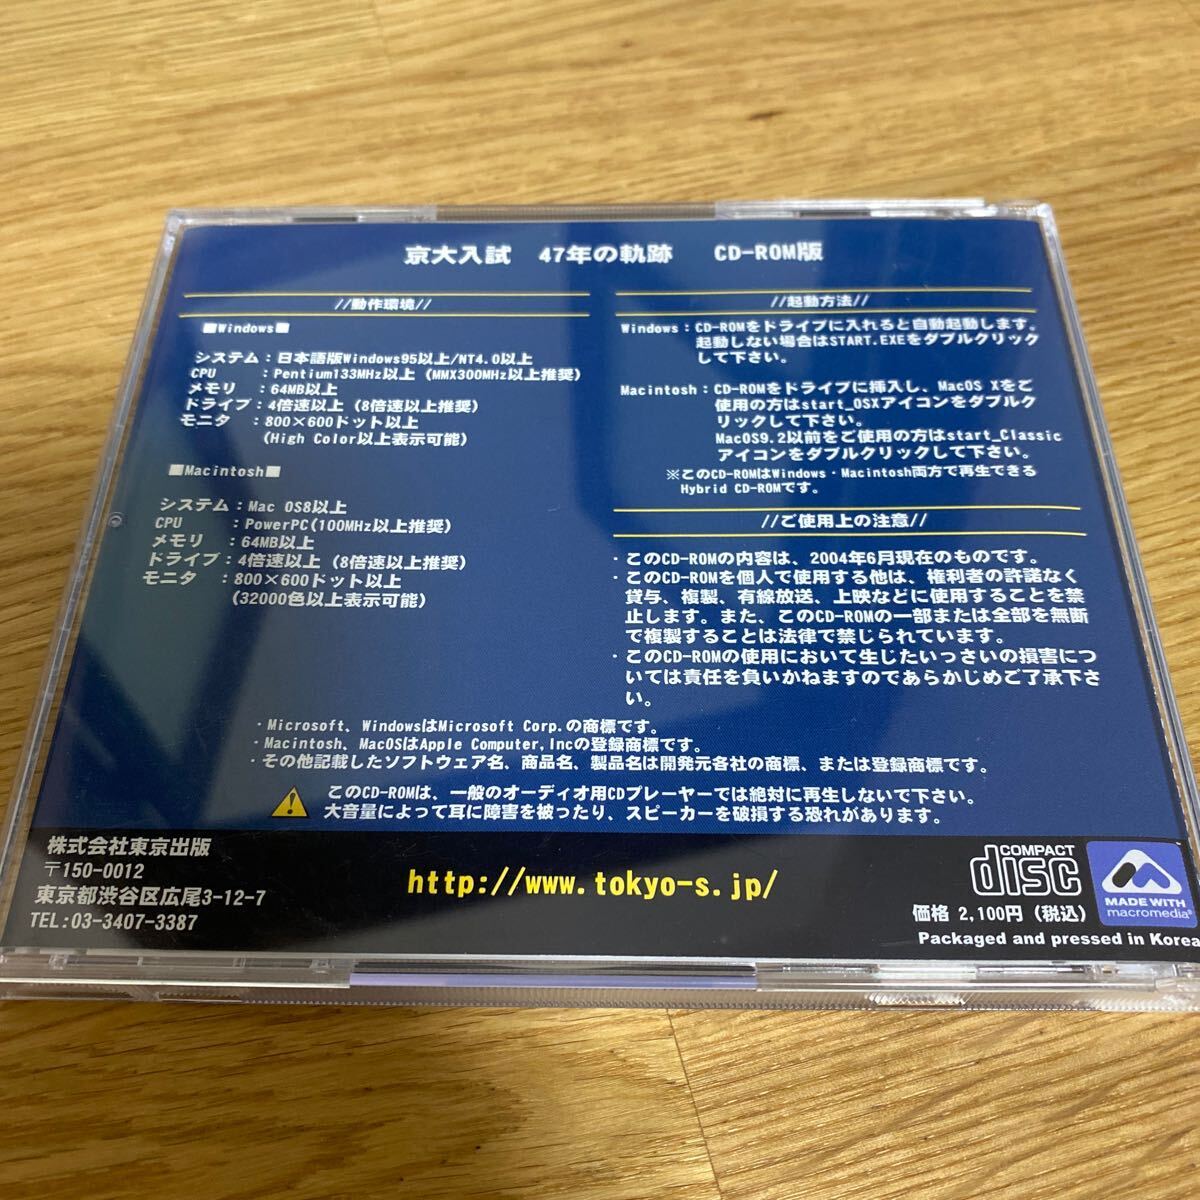 京大入試 47年の軌跡 CD-ROM版
//動作環境//
■Windows■
システム：日本語版Windows95以上/NT4.0以上
CPU ：Pentium133MHz以上（MMX300MHz以上推奨）
メモリ ：64MB以上
ドライブ：4倍速以上（8倍速以上推奨）
モニタ ：800×600ドット以上
（High Color以上表示可能）
■Macintosh■
システム：Mac OS8以上
CPU ：PowerPC(100MHz以上推奨)
メモリ ：64MB以上
ドライブ：4倍速以上（8倍速以上推奨）
モニタ ：800×600ドット以上
（32000色以上表示可能）
//起動方法//
Windows：CD-ROMをドライブに入れると自動起動します。
起動しない場合はSTART.EXEをダブルクリック
して下さい。
Macintosh：CD-ROMをドライブに挿入し、MacOS Xをご
使用の方はstart_OSXアイコンをダブルク
リックして下さい。
MacOS9.2以前をご使用の方はstart_Classic
アイコンをダブルクリックして下さい。
※このCD-ROMはWindows・Macintosh両方で再生できる
Hybrid CD-ROMです。
//ご使用上の注意//
・このCD-ROMの内容は、2004年6月現在のものです。
・このCD-ROMを個人で使用する他は、権利者の許諾なく
貸与、複製、有線放送、上映などに使用することを禁
止します。また、このCD-ROMの一部または全部を無断
で複製することは法律で禁じられています。
・このCD-ROMの使用において生じたいっさいの損害につ
いては責任を負いかねますのであらかじめご了承下さ
い。
・Microsoft、WindowsはMicrosoft Corp.の商標です。
・Macintosh、MacOSはApple Computer,Incの登録商標です。
・その他記載したソフトウェア名、商品名、製品名は開発元各社の商標、または登録商標です。
このCD-ROMは、一般のオーディオ用CDプレーヤーでは絶対に再生しないで下さい。
大音量によって耳に障害を被ったり、スピーカーを破損する恐れがあります。
株式会社東京出版
〒150-0012
東京都渋谷区広尾3-12-7
TEL:03-3407-3387
http://www.tokyo-s.jp/
COMPACT
disc
価格 2,100円（税込）
MADE WITH
macromedia®
Packaged and pressed in Korea